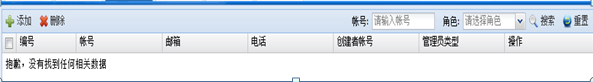 添加 删除 帐号: 请输入帐号 角色: 请选择角色 搜索 重置
编号 帐号 邮箱 电话 创建者帐号 管理员类型 操作
抱歉，没有找到任何相关数据